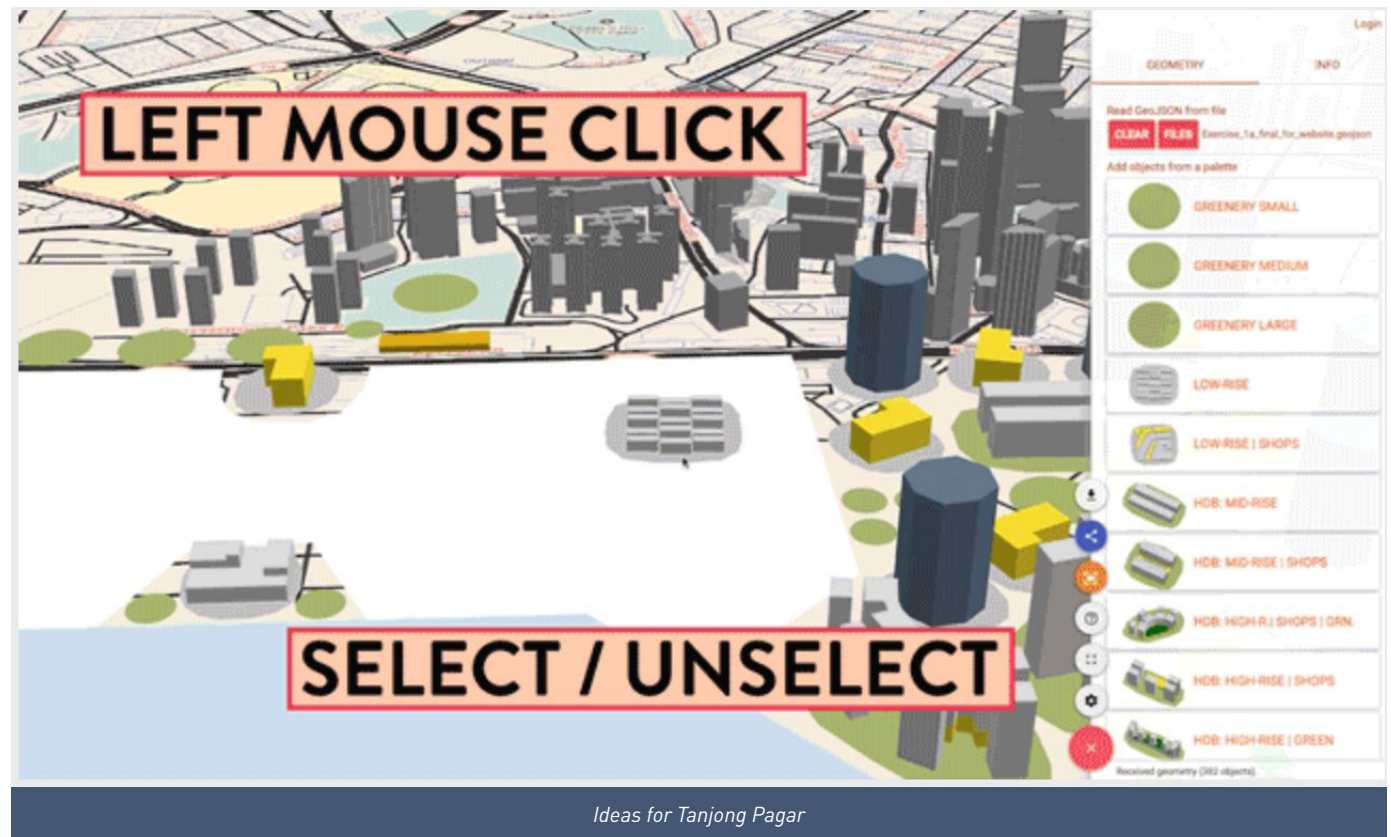 LEFT MOUSE CLICK
SELECT / UNSELECT
Login
GEOMETRY INFO
Read GeoJSON from file
CLEAR FILES Exercise_1a_final_for_website.geojson
Add objects from a palette
GREENERY SMALL
GREENERY MEDIUM
GREENERY LARGE
LOW-RISE
LOW-RISE | SHOPS
HDB: MID-RISE
HDB: MID-RISE | SHOPS
HDB: HIGH-R.| SHOPS | GRN.
HDB: HIGH-RISE | SHOPS
HDB: HIGH-RISE | GREEN
Received geometry (382 objects).
Ideas for Tanjong Pagar